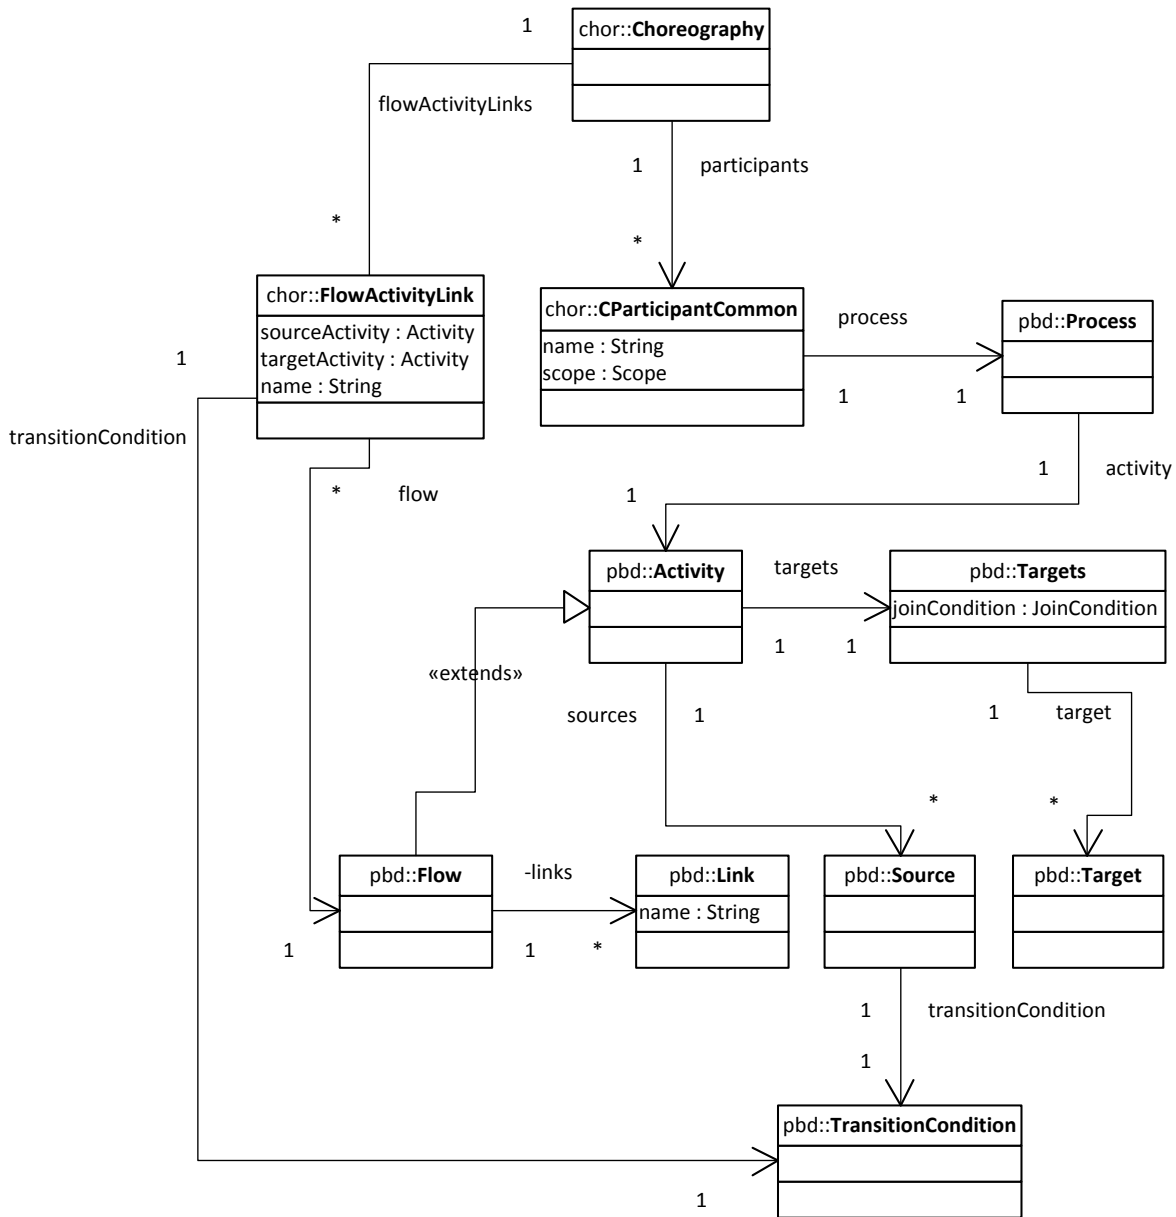 1
chor::Choreography
flowActivityLinks
1
participants
*
*
chor::FlowActivityLink
sourceActivity : Activity
targetActivity : Activity
name : String
chor::CParticipantCommon
name : String
scope : Scope
process
1
1
pbd::Process
1
transitionCondition
*
flow
1
activity
1
pbd::Activity
targets
1
1
pbd::Targets
joinCondition : JoinCondition
«extends»
sources
1
1
target
*
*
pbd::Flow
-links
1
*
pbd::Link
name : String
pbd::Source
pbd::Target
1
1
transitionCondition
1
pbd::TransitionCondition
1